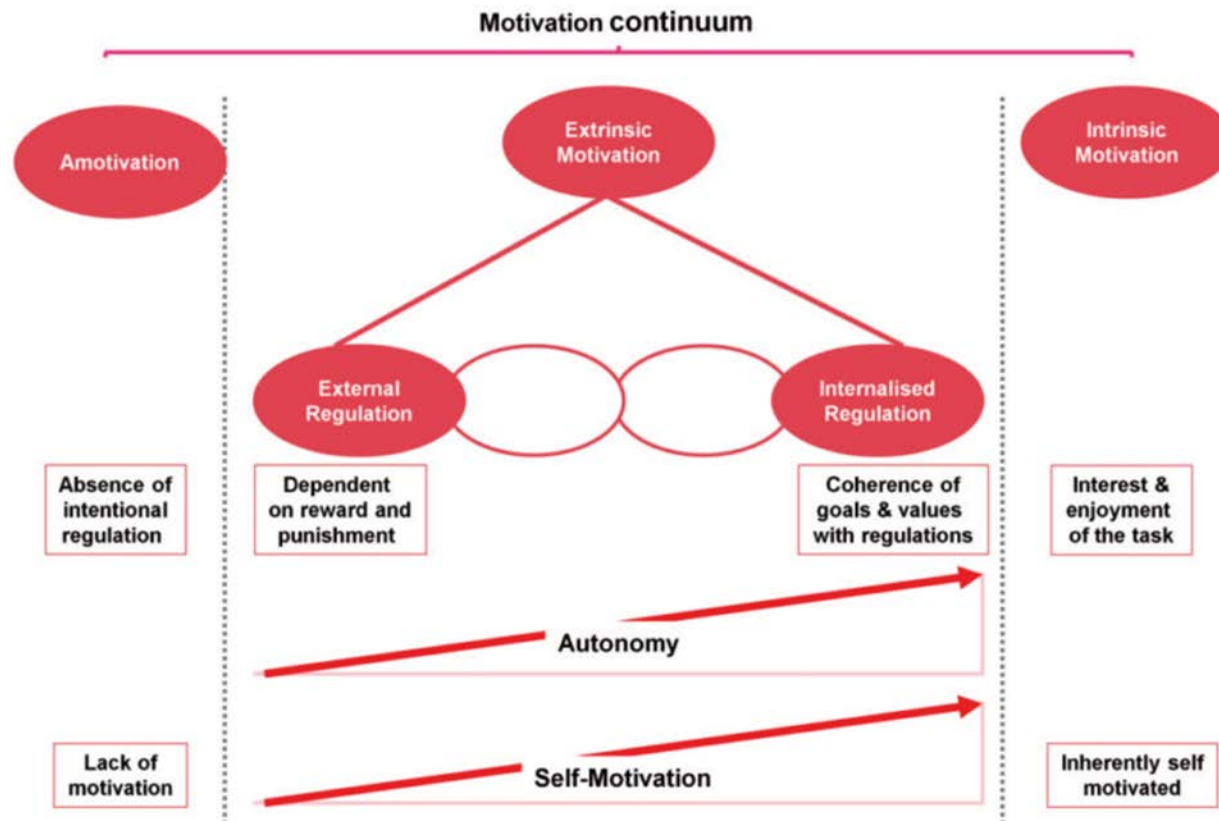 Motivation continuum
Amotivation
Extrinsic
Motivation
Intrinsic
Motivation
External
Regulation
Internalised
Regulation
Absence of
intentional
regulation
Dependent
on reward and
punishment
Coherence of
goals & values
with regulations
Interest &
enjoyment
of the task
Autonomy
Lack of
motivation
Self-Motivation
Inherently self
motivated